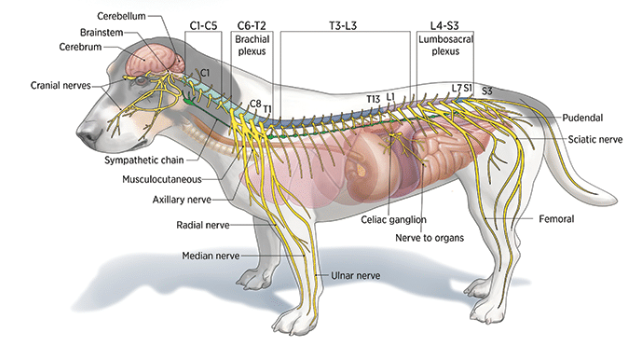 Cerebellum
Brainstem
Cerebrum
Cranial nerves
C1-C5
C6-T2
Brachial
plexus
T3-L3
L4-S3
Lumbosacral
plexus
C1
C8
T1
T13
L1
L7
S1
S3
Pudendal
Sciatic nerve
Sympathetic chain
Musculocutaneous
Axillary nerve
Radial nerve
Median nerve
Ulnar nerve
Celiac ganglion
Nerve to organs
Femoral